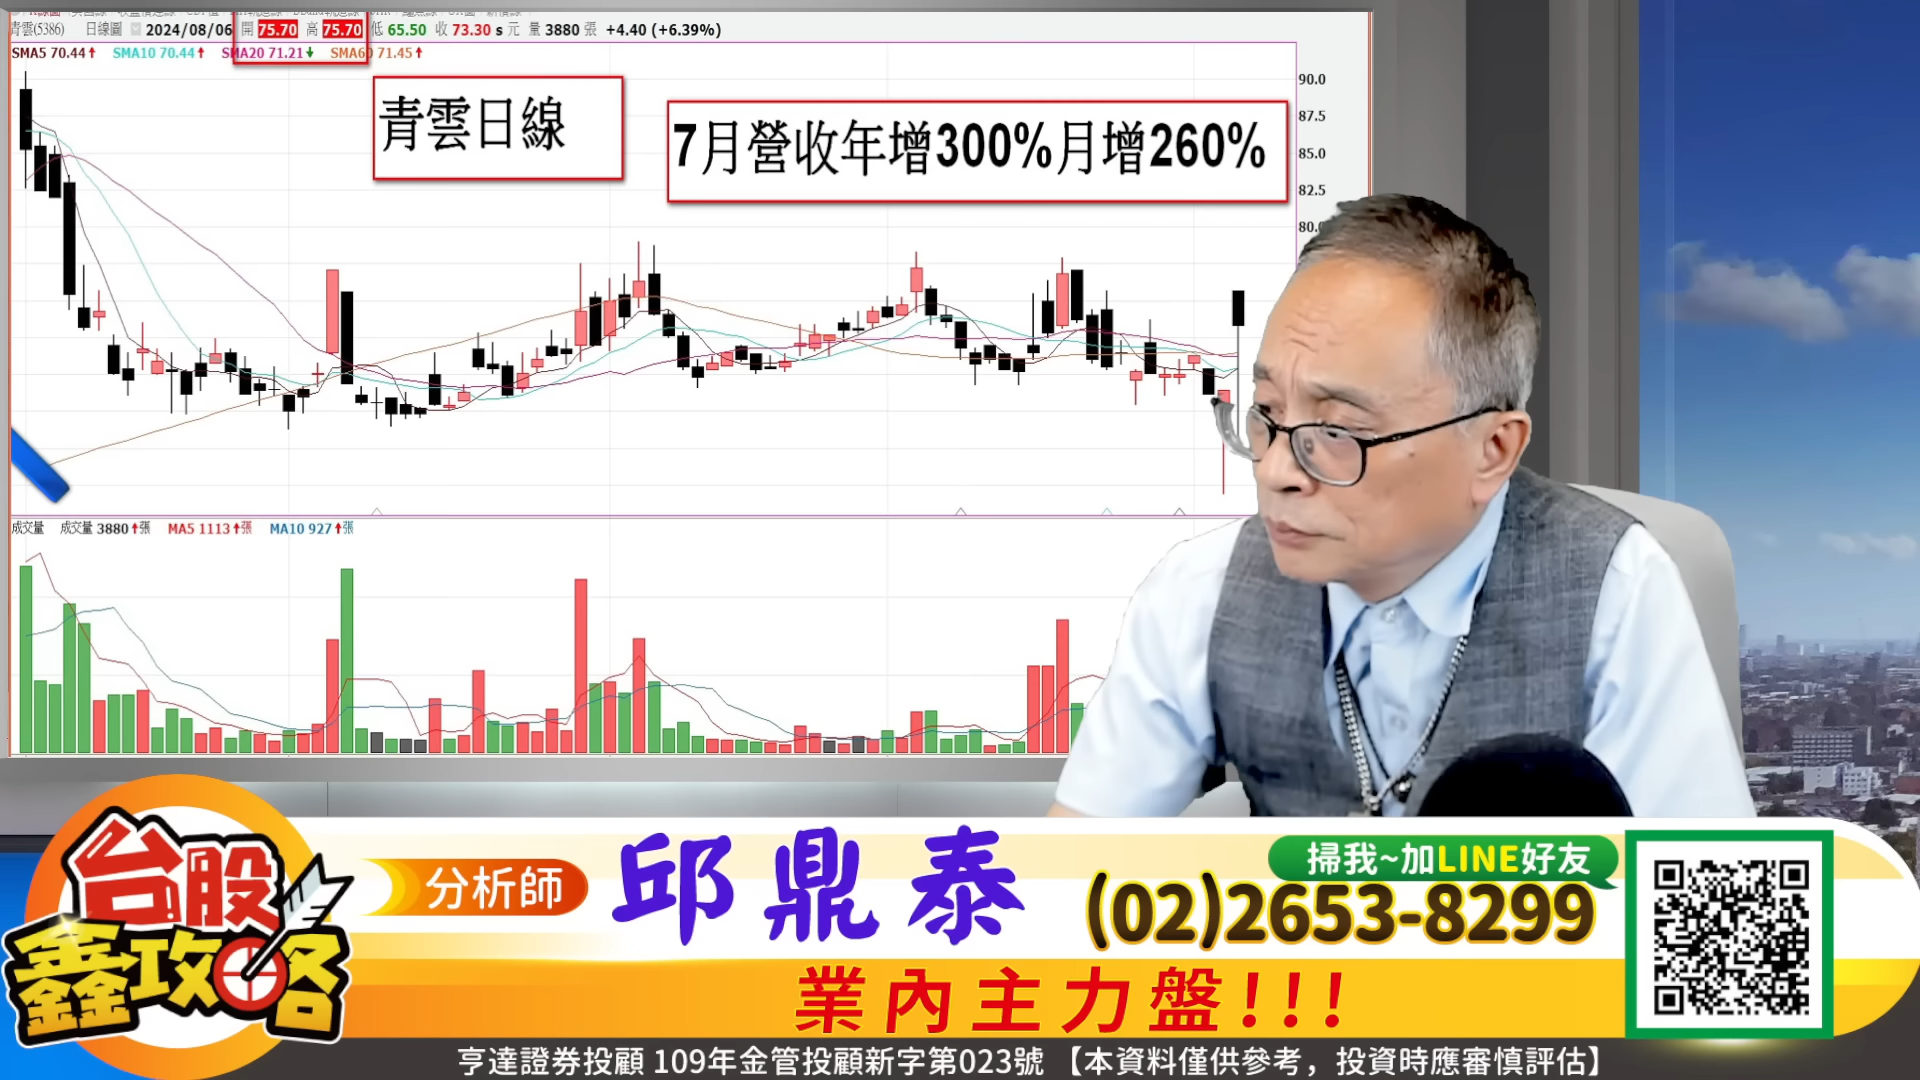 青雲(5386) 日線圖 2024/08/06 開 75.70 高 75.70 低 65.50 收 73.30 s 元 量 3880 張 +4.40 (+6.39%)
SMA5 70.44↑ SMA10 70.44↑ SMA20 71.21↓ SMA60 71.45↑
青雲日線
7月營收年增300%月增260%
90.0
87.5
85.0
82.5
80.
成交量 成交量 3880↑張 MA5 1113↑張 MA10 927↑張
台股
鑫攻略
分析師
邱鼎泰
掃我~加LINE好友
(02)2653-8299
業內主力盤!!!
亨達證券投顧 109年金管投顧新字第023號 【本資料僅供參考，投資時應審慎評估】